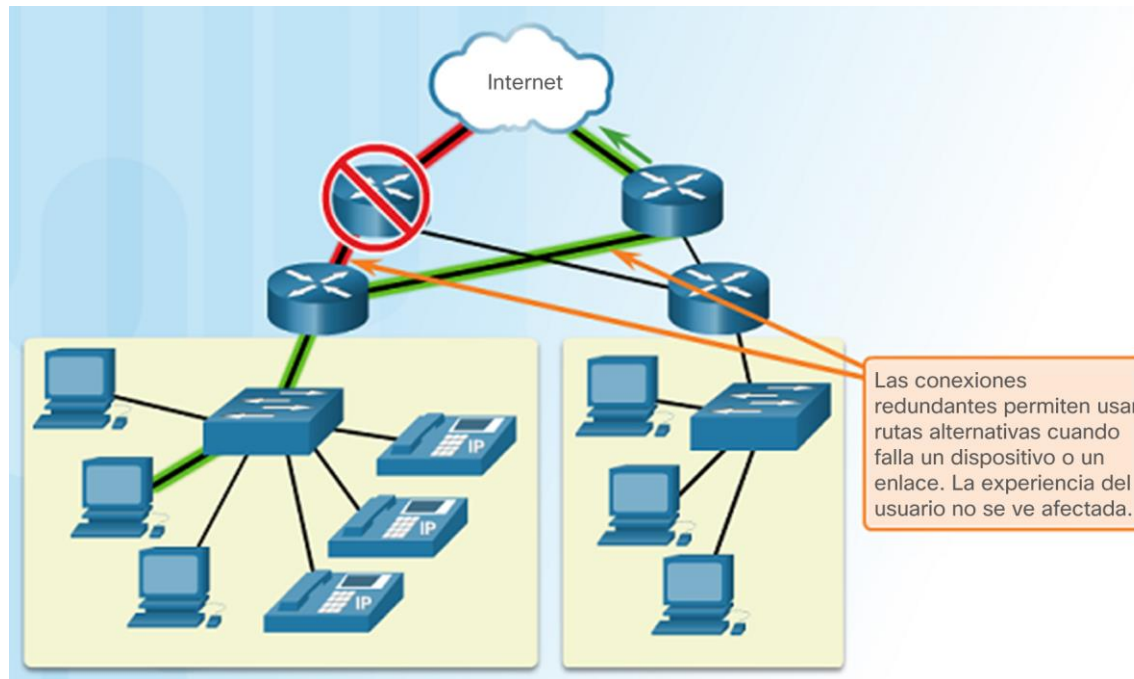 Internet
IP
IP
IP
Las conexiones
redundantes permiten usar
rutas alternativas cuando
falla un dispositivo o un
enlace. La experiencia del
usuario no se ve afectada.